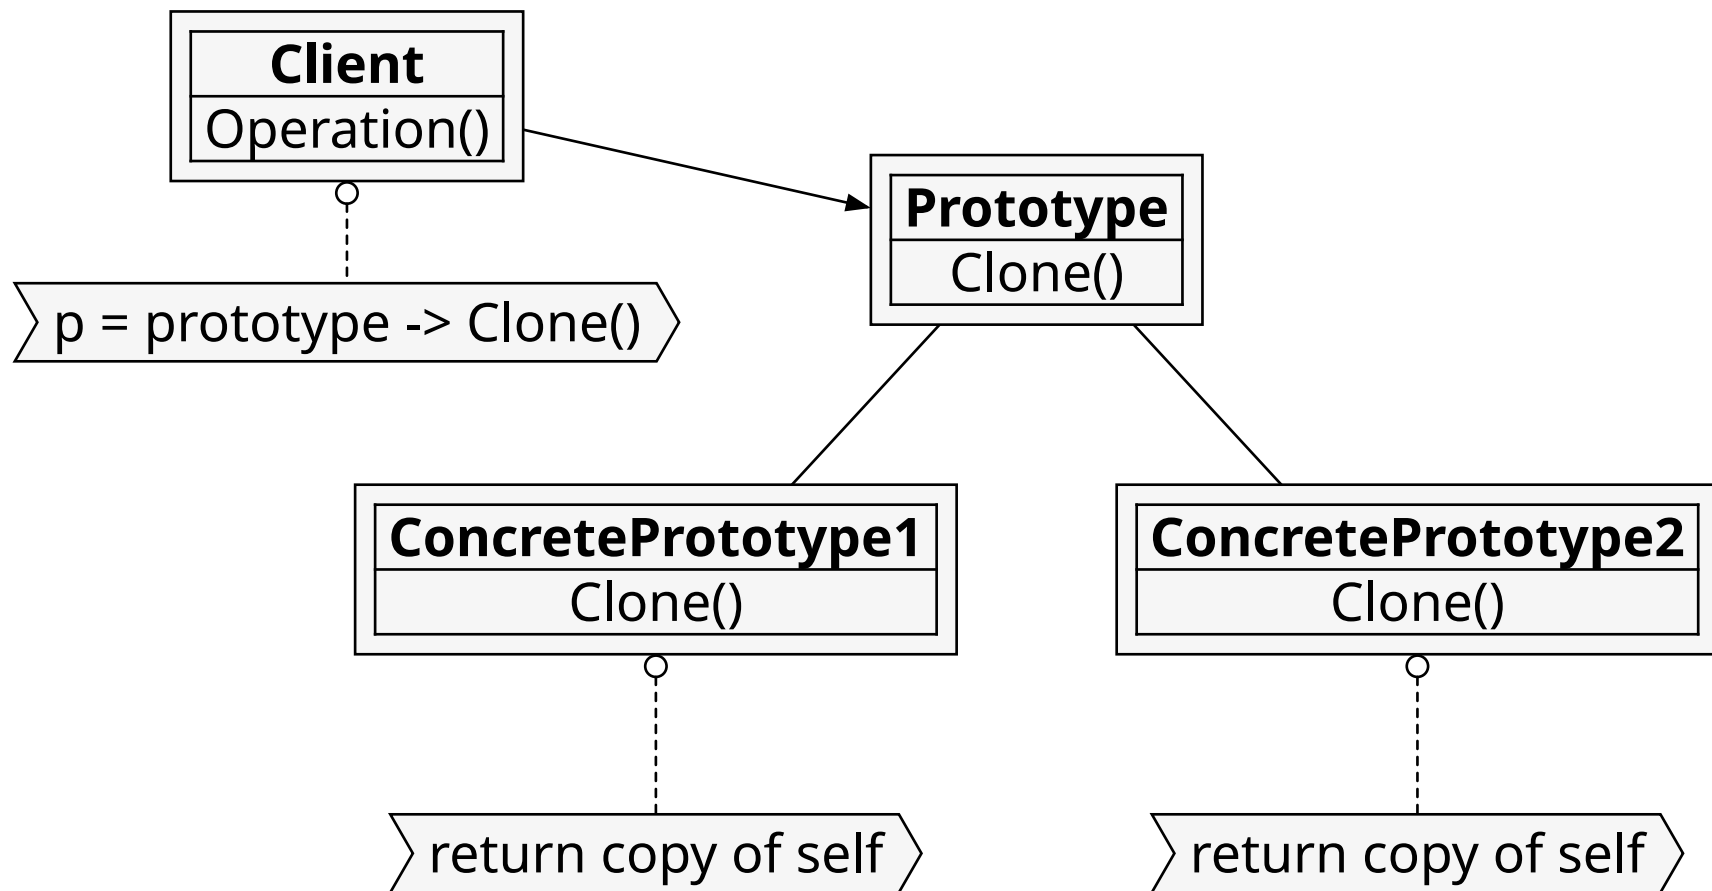 Client
Operation()
Prototype
Clone()
p = prototype -> Clone()
ConcretePrototype1
Clone()
ConcretePrototype2
Clone()
return copy of self
return copy of self